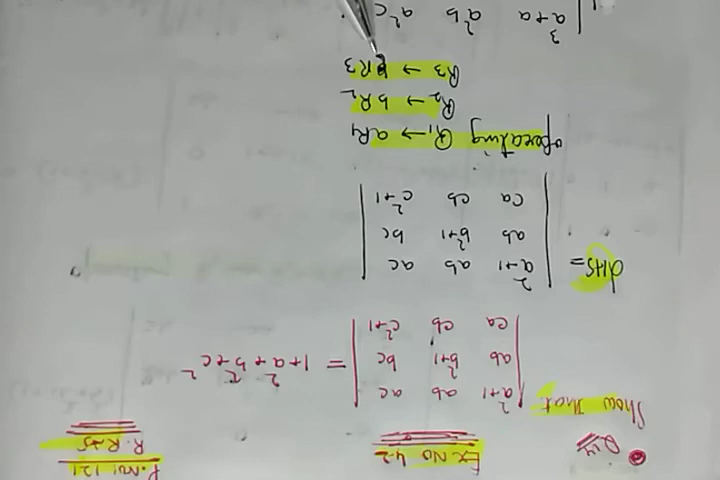 Ex. No 4.2
P. No. 121
R. R=45
Q.14
Show that
| a²+1 ab ac |
| ab b²+1 bc | = 1+a²+b²+c²
| ca cb c²+1 |
LHS = | a²+1 ab ac |
| ab b²+1 bc |
| ca cb c²+1 |
operating R₁ → aR₁
R₂ → bR₂
R₃ → R3
| a³+a a²b a²c